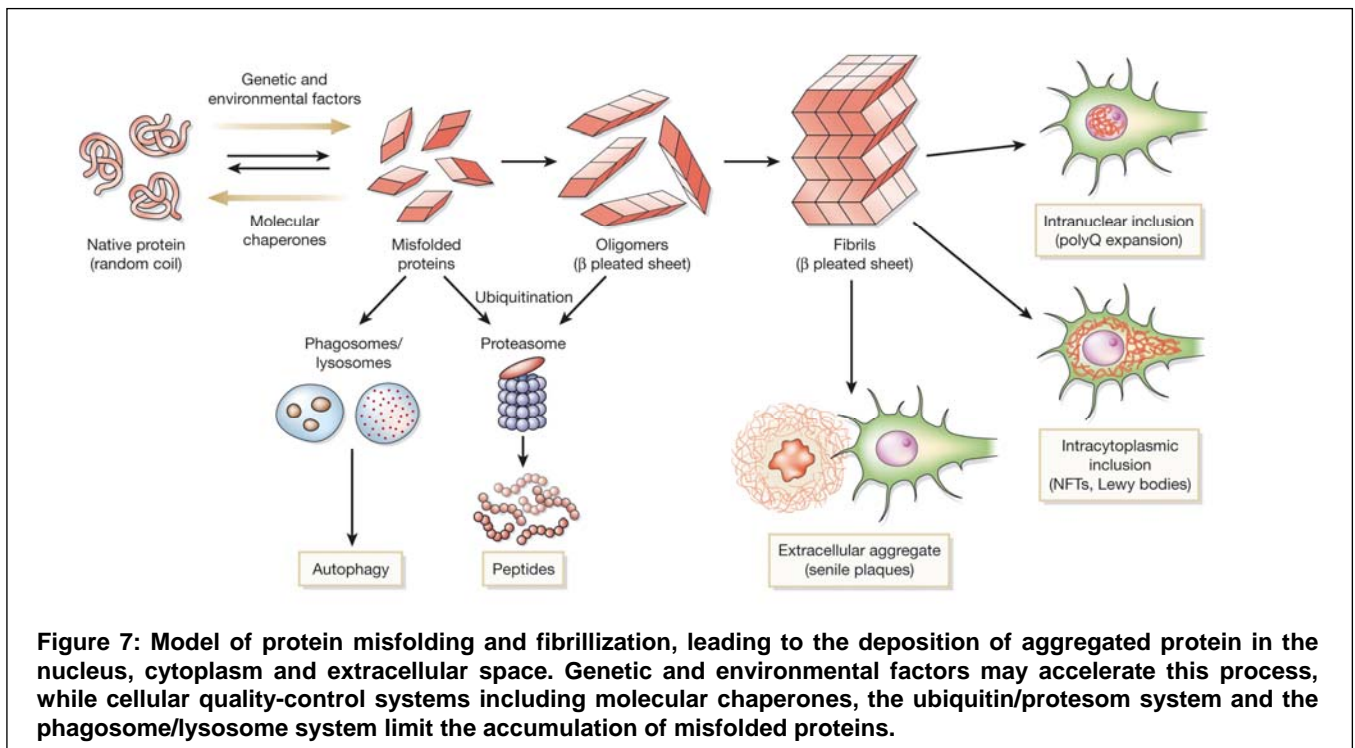 Genetic and
environmental factors
Molecular
chaperones
Native protein
(random coil)
Misfolded
proteins
Oligomers
(β pleated sheet)
Fibrils
(β pleated sheet)
Intranuclear inclusion
(polyQ expansion)
Ubiquitination
Phagosomes/
lysosomes
Proteasome
Intracytoplasmic
inclusion
(NFTs, Lewy bodies)
Extracellular aggregate
(senile plaques)
Autophagy
Peptides
Figure 7: Model of protein misfolding and fibrillization, leading to the deposition of aggregated protein in the
nucleus, cytoplasm and extracellular space. Genetic and environmental factors may accelerate this process,
while cellular quality-control systems including molecular chaperones, the ubiquitin/protesom system and the
phagosome/lysosome system limit the accumulation of misfolded proteins.